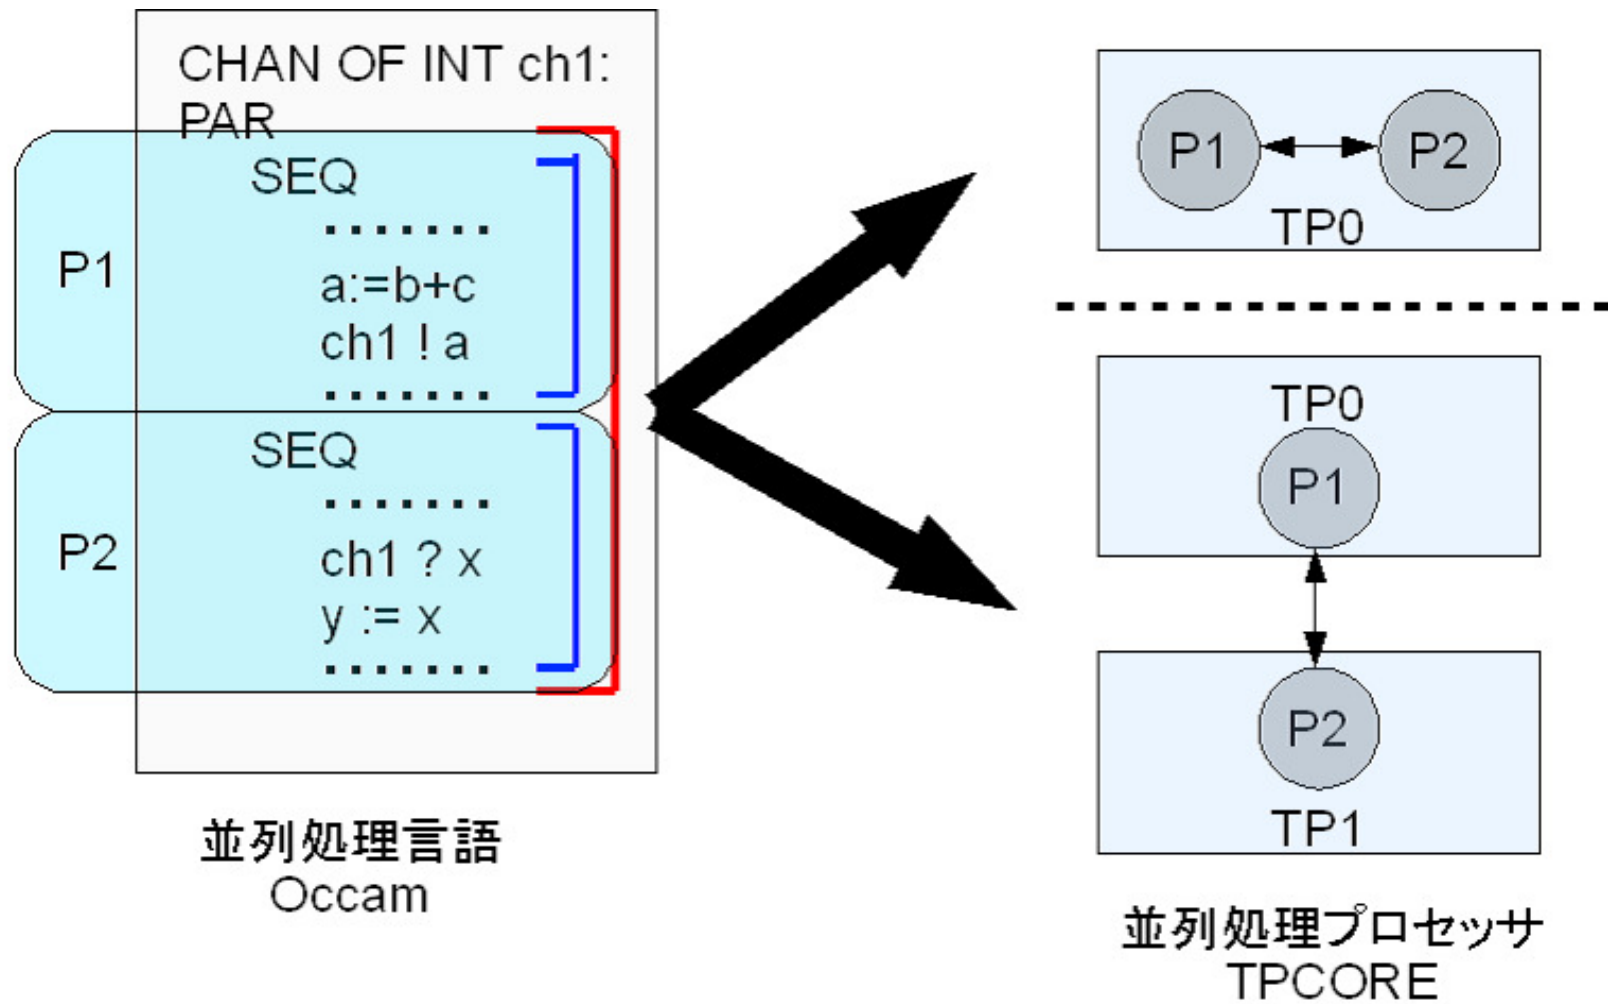 CHAN OF INT ch1:
PAR
P1
SEQ
.......
a:=b+c
ch1 ! a
.......
P2
SEQ
.......
ch1 ? x
y := x
.......
並列処理言語
Occam
P1
P2
TP0
TP0
P1
P2
TP1
並列処理プロセッサ
TPCORE